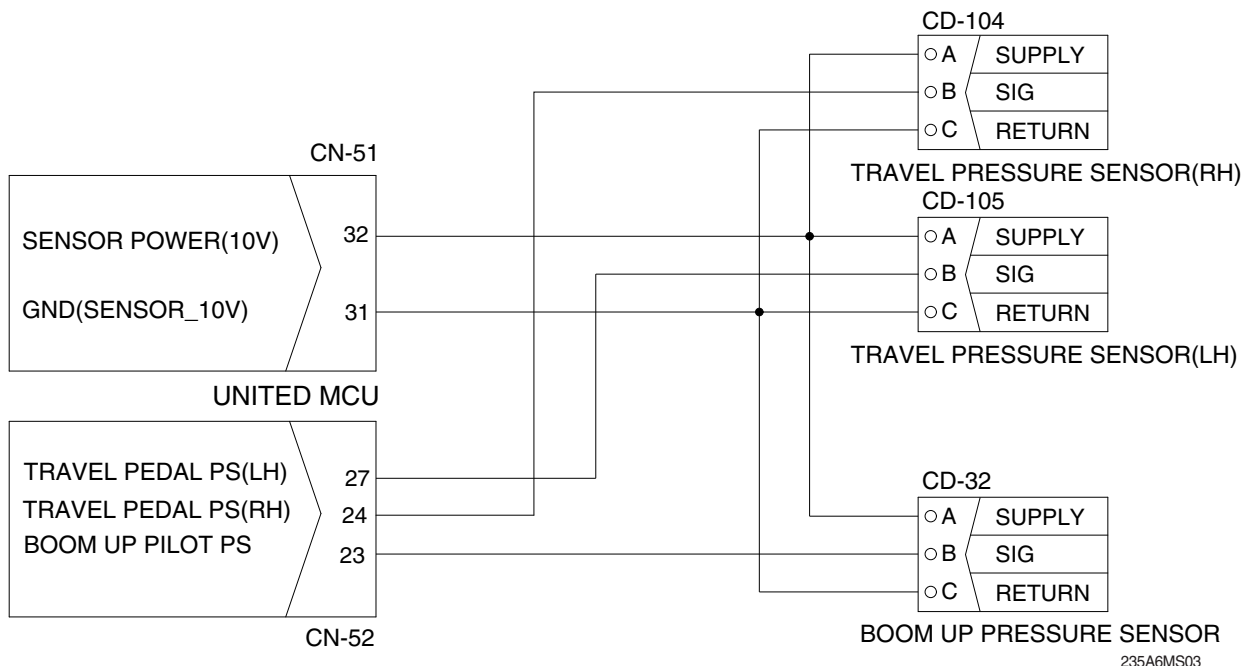 CD-104
A SUPPLY
B SIG
C RETURN
TRAVEL PRESSURE SENSOR(RH)
CN-51
SENSOR POWER(10V) 32
GND(SENSOR_10V) 31
UNITED MCU
CD-105
A SUPPLY
B SIG
C RETURN
TRAVEL PRESSURE SENSOR(LH)
TRAVEL PEDAL PS(LH) 27
TRAVEL PEDAL PS(RH) 24
BOOM UP PILOT PS 23
CN-52
CD-32
A SUPPLY
B SIG
C RETURN
BOOM UP PRESSURE SENSOR
235A6MS03